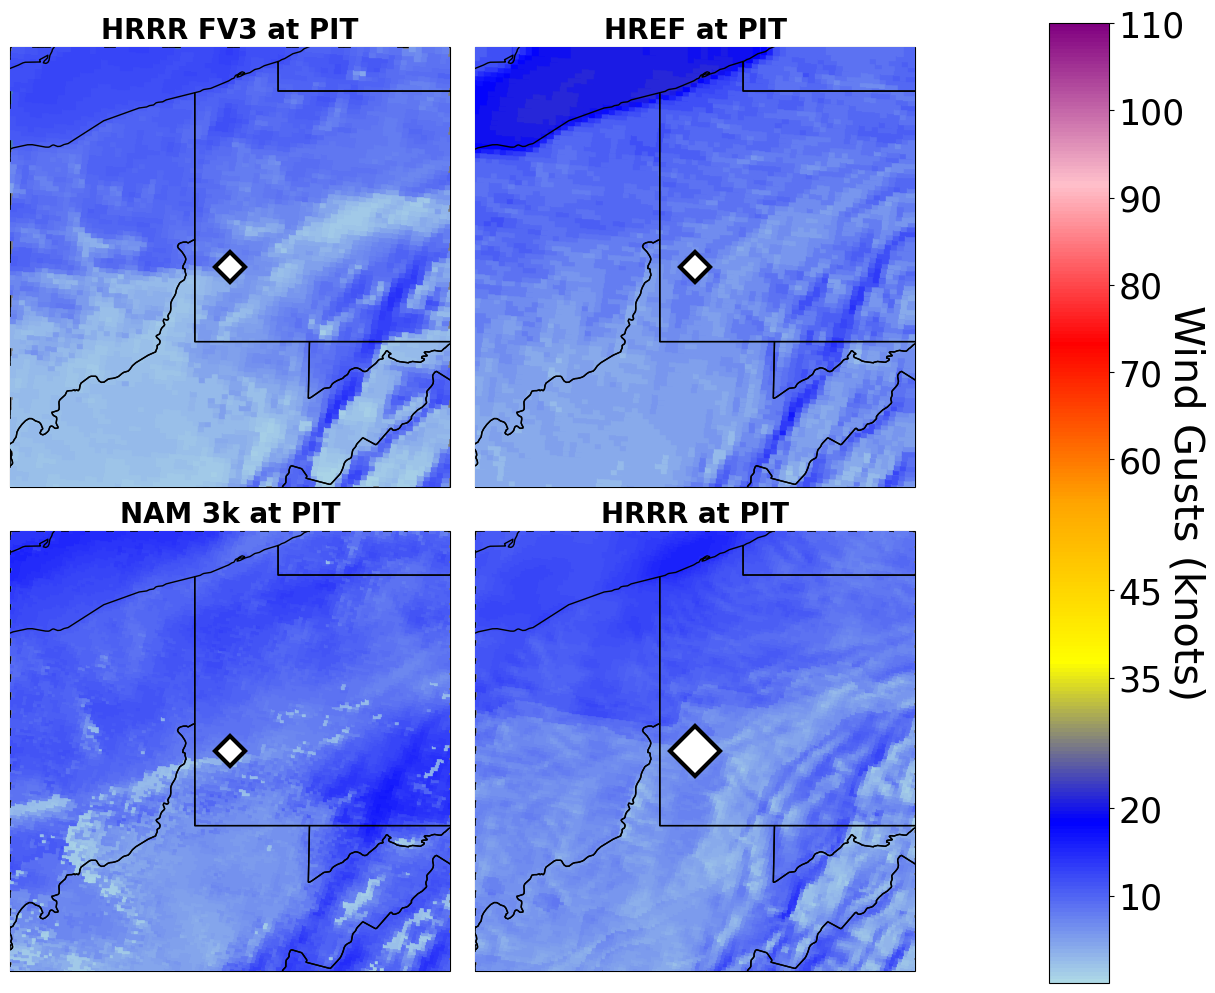 HRRR FV3 at PIT
HREF at PIT
NAM 3k at PIT
HRRR at PIT
110
100
90
80
70
60
45
35
20
10
Wind Gusts (knots)